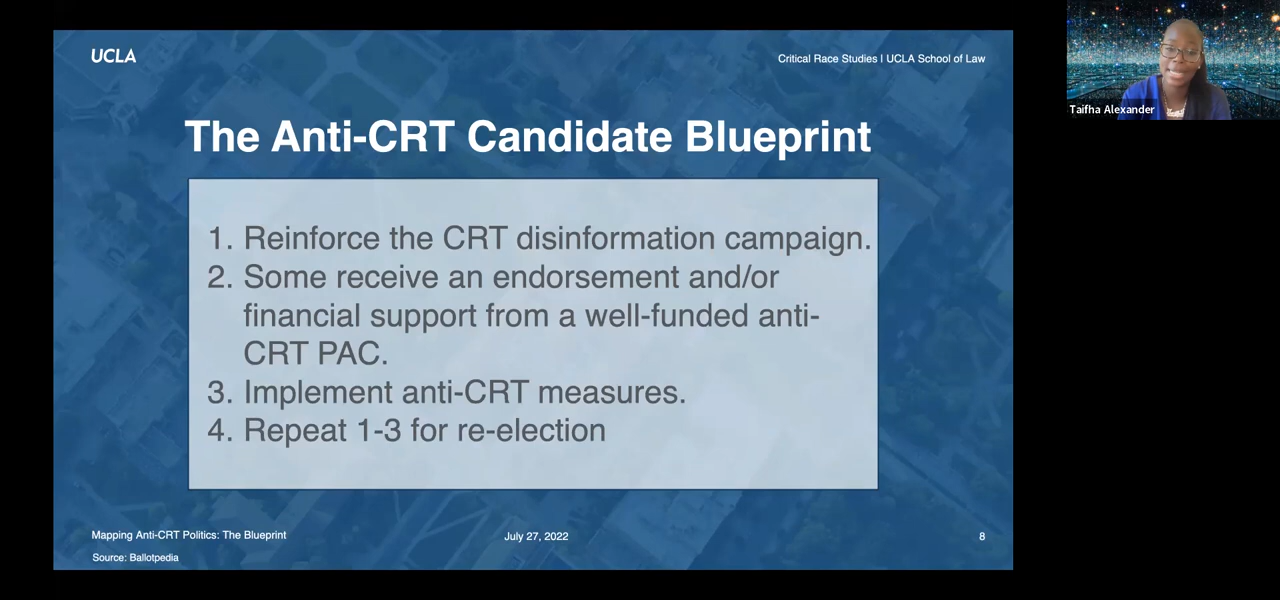 UCLA
Critical Race Studies | UCLA School of Law
Taifha Alexander
The Anti-CRT Candidate Blueprint
1. Reinforce the CRT disinformation campaign.
2. Some receive an endorsement and/or
financial support from a well-funded anti-
CRT PAC.
3. Implement anti-CRT measures.
4. Repeat 1-3 for re-election
Mapping Anti-CRT Politics: The Blueprint
July 27, 2022
8
Source: Ballotpedia